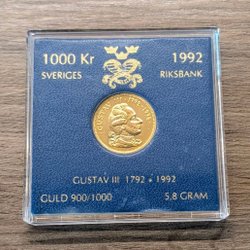 1000 Kr 1992
SVERIGES RIKSBANK
GUSTAV III 1792 • 1992
GULD 900/1000 5,8 GRAM